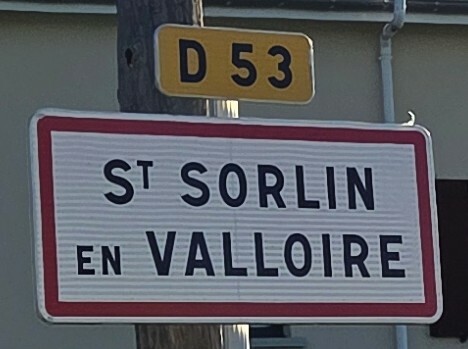 D 53
ST SORLIN
EN VALLOIRE